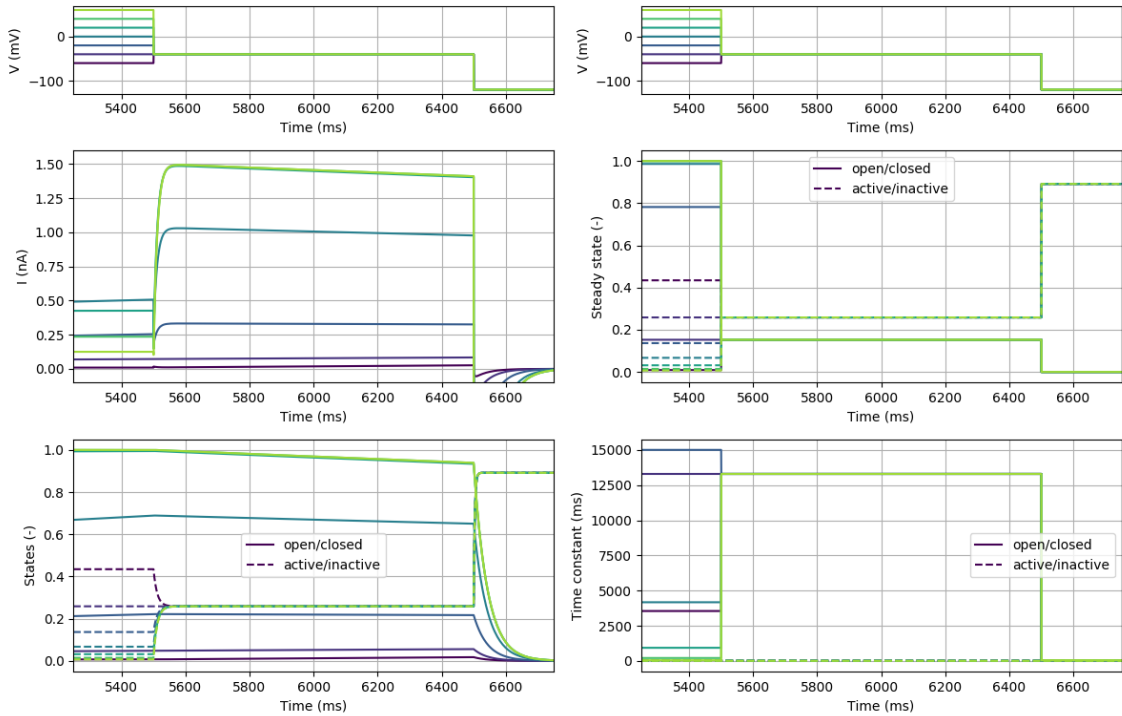 V (mV)
0
−100
5400 5600 5800 6000 6200 6400 6600
Time (ms)
V (mV)
0
−100
5400 5600 5800 6000 6200 6400 6600
Time (ms)
I (nA)
1.50
1.25
1.00
0.75
0.50
0.25
0.00
5400 5600 5800 6000 6200 6400 6600
Time (ms)
Steady state (-)
1.0
0.8
0.6
0.4
0.2
0.0
open/closed
active/inactive
5400 5600 5800 6000 6200 6400 6600
Time (ms)
States (-)
1.0
0.8
0.6
0.4
0.2
0.0
open/closed
active/inactive
5400 5600 5800 6000 6200 6400 6600
Time (ms)
Time constant (ms)
15000
12500
10000
7500
5000
2500
0
open/closed
active/inactive
5400 5600 5800 6000 6200 6400 6600
Time (ms)